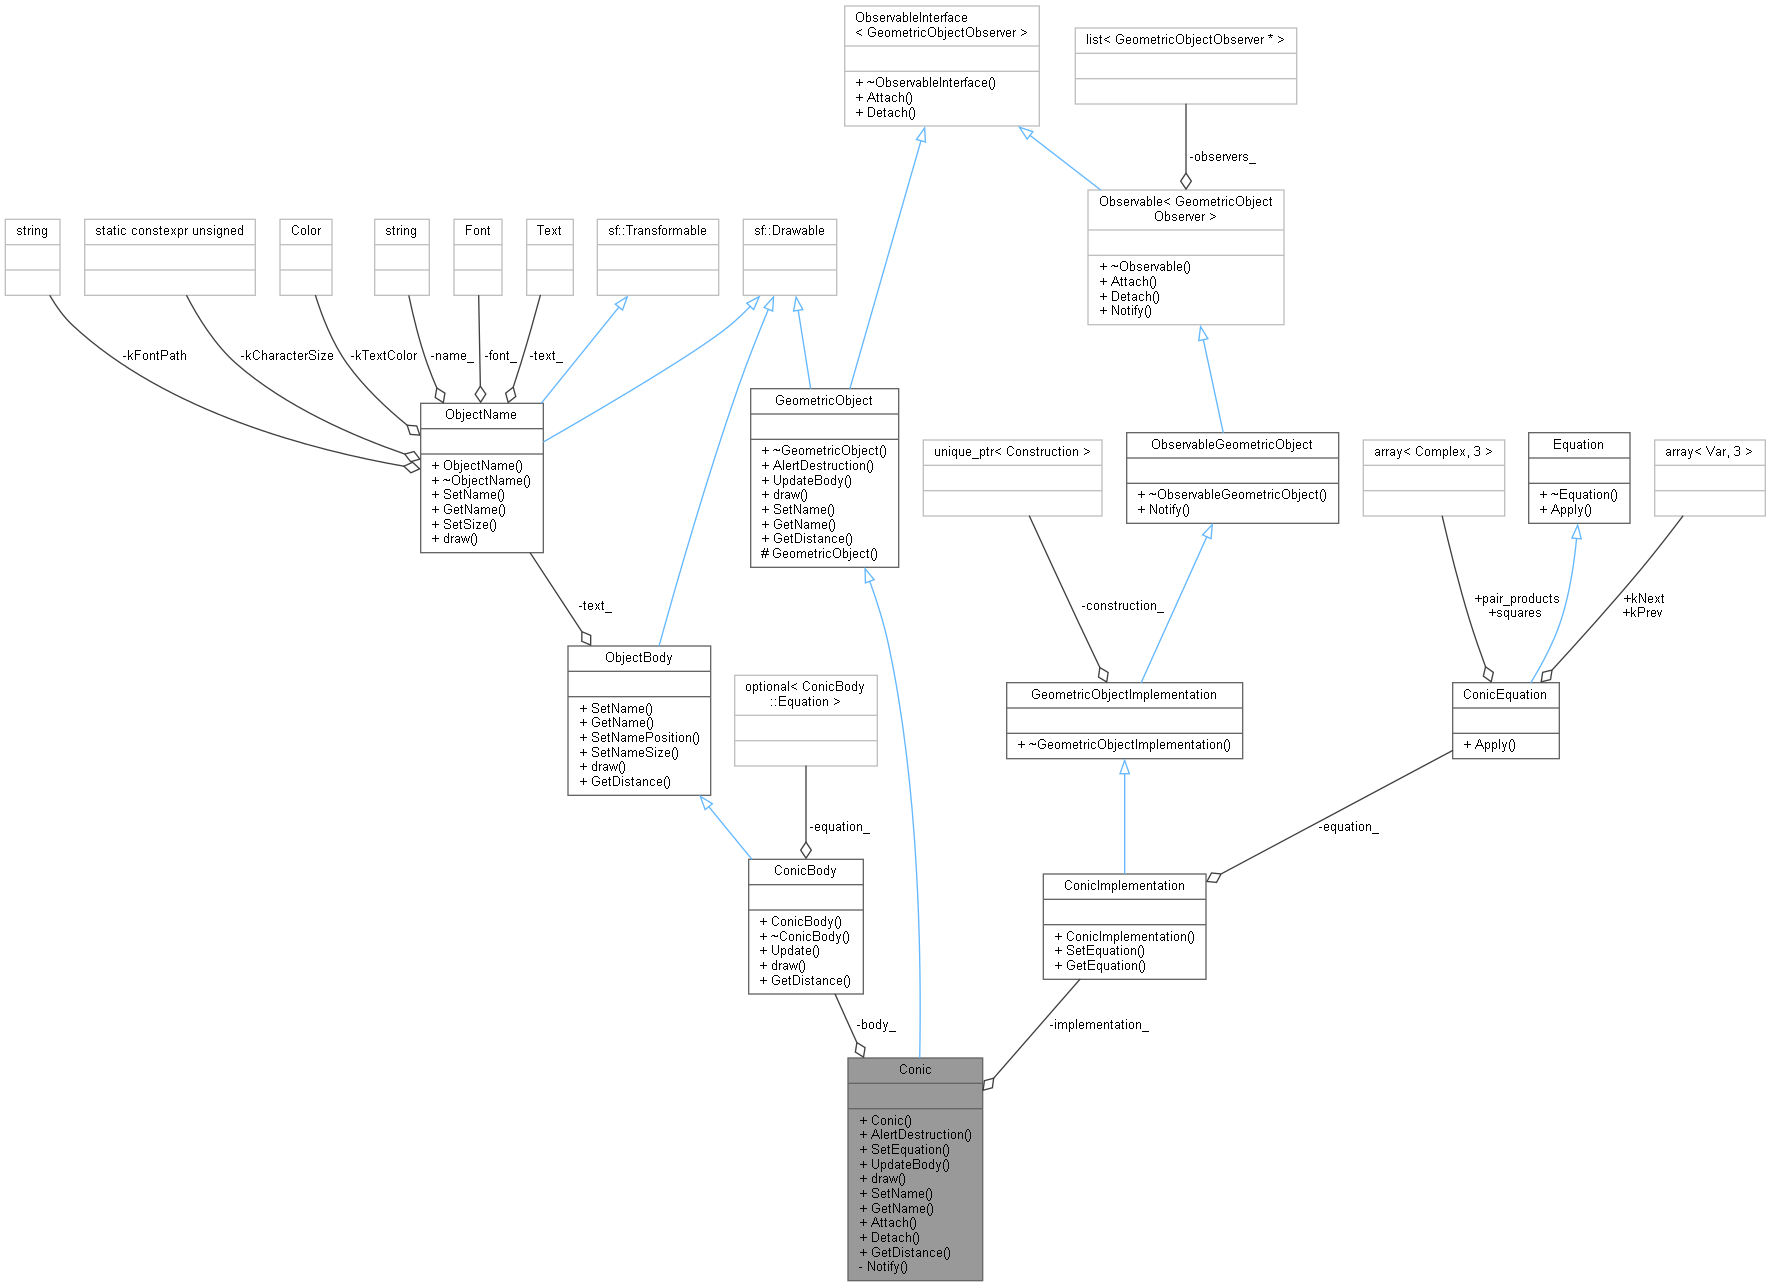 ObservableInterface
< GeometricObjectObserver >
+ ~ObservableInterface()
+ Attach()
+ Detach()
list< GeometricObjectObserver * >
-observers_
Observable< GeometricObject
Observer >
+ ~Observable()
+ Attach()
+ Detach()
+ Notify()
string
static constexpr unsigned
Color
string
Font
Text
sf::Transformable
sf::Drawable
-kFontPath
-kCharacterSize
-kTextColor
-name_
-font_
-text_
ObjectName
+ ObjectName()
+ ~ObjectName()
+ SetName()
+ GetName()
+ SetSize()
+ draw()
GeometricObject
+ ~GeometricObject()
+ AlertDestruction()
+ UpdateBody()
+ draw()
+ SetName()
+ GetName()
+ GetDistance()
# GeometricObject()
unique_ptr< Construction >
ObservableGeometricObject
+ ~ObservableGeometricObject()
+ Notify()
array< Complex, 3 >
Equation
+ ~Equation()
+ Apply()
array< Var, 3 >
-text_
-construction_
+pair_products
+squares
+kNext
+kPrev
ObjectBody
+ SetName()
+ GetName()
+ SetNamePosition()
+ SetNameSize()
+ draw()
+ GetDistance()
optional< ConicBody
::Equation >
GeometricObjectImplementation
+ ~GeometricObjectImplementation()
ConicEquation
+ Apply()
-equation_
-equation_
ConicBody
+ ConicBody()
+ ~ConicBody()
+ Update()
+ draw()
+ GetDistance()
ConicImplementation
+ ConicImplementation()
+ SetEquation()
+ GetEquation()
-body_
-implementation_
Conic
+ Conic()
+ AlertDestruction()
+ SetEquation()
+ UpdateBody()
+ draw()
+ SetName()
+ GetName()
+ Attach()
+ Detach()
+ GetDistance()
- Notify()